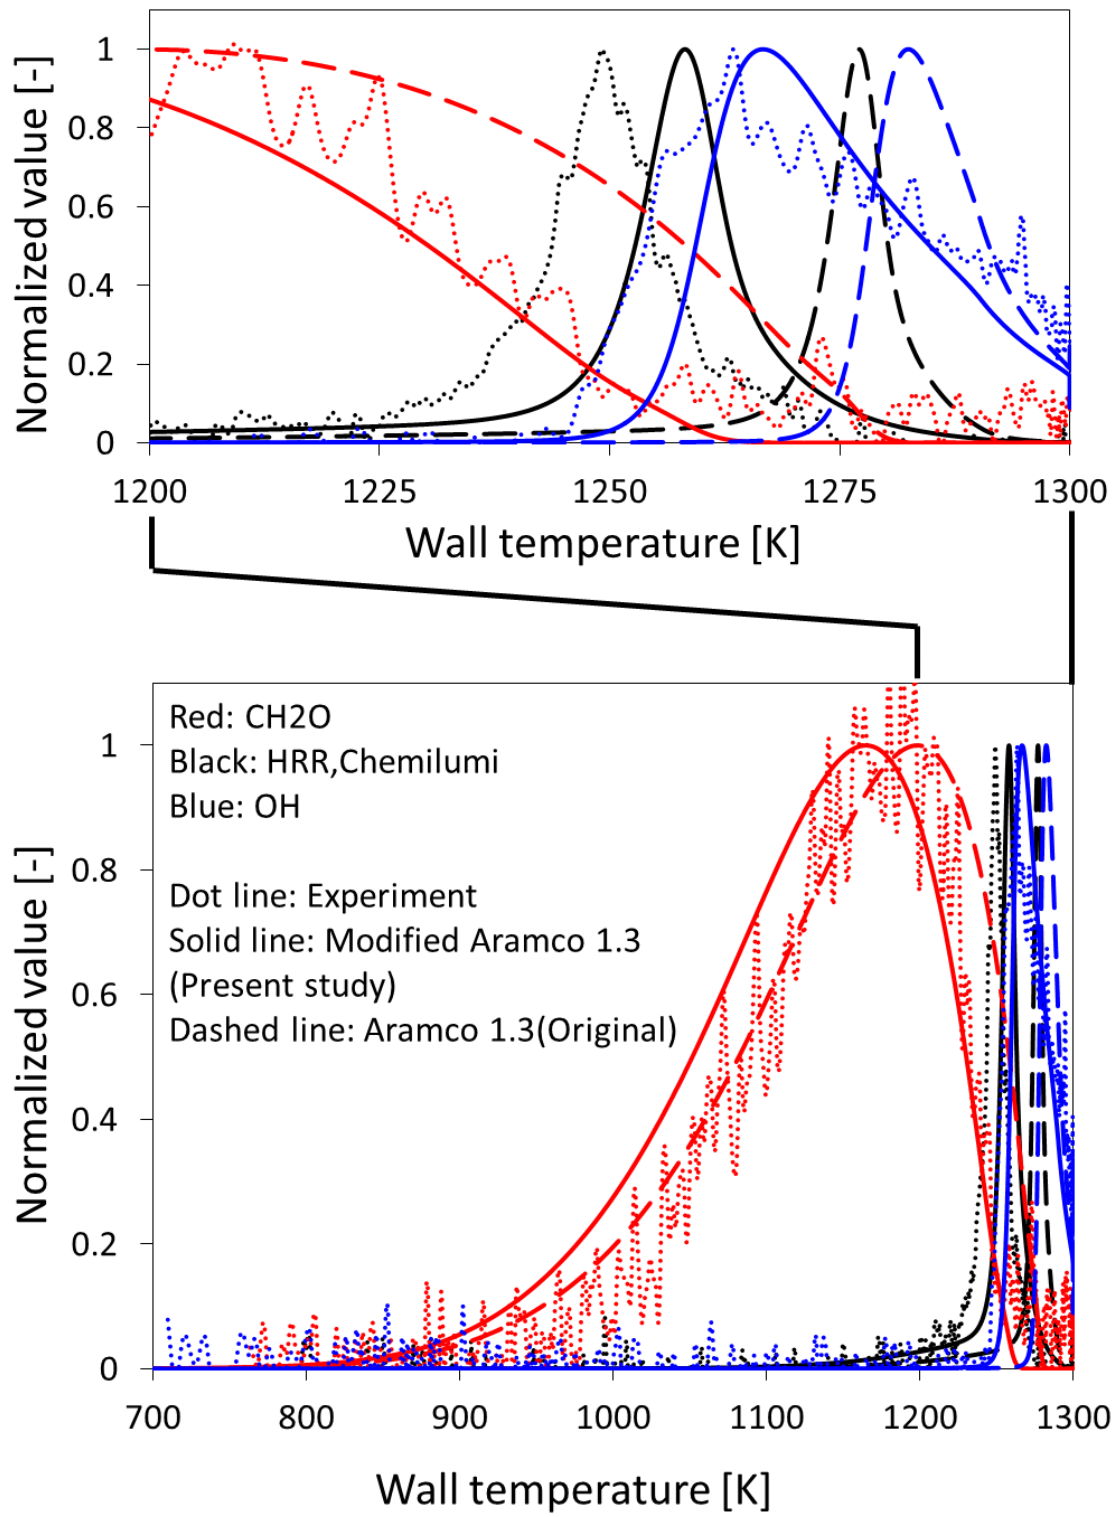 Normalized value [-]
1
0.8
0.6
0.4
0.2
0
1200 1225 1250 1275 1300
Wall temperature [K]
Red: CH2O
Black: HRR,Chemilumi
Blue: OH
Dot line: Experiment
Solid line: Modified Aramco 1.3
(Present study)
Dashed line: Aramco 1.3(Original)
Normalized value [-]
1
0.8
0.6
0.4
0.2
0
700 800 900 1000 1100 1200 1300
Wall temperature [K]